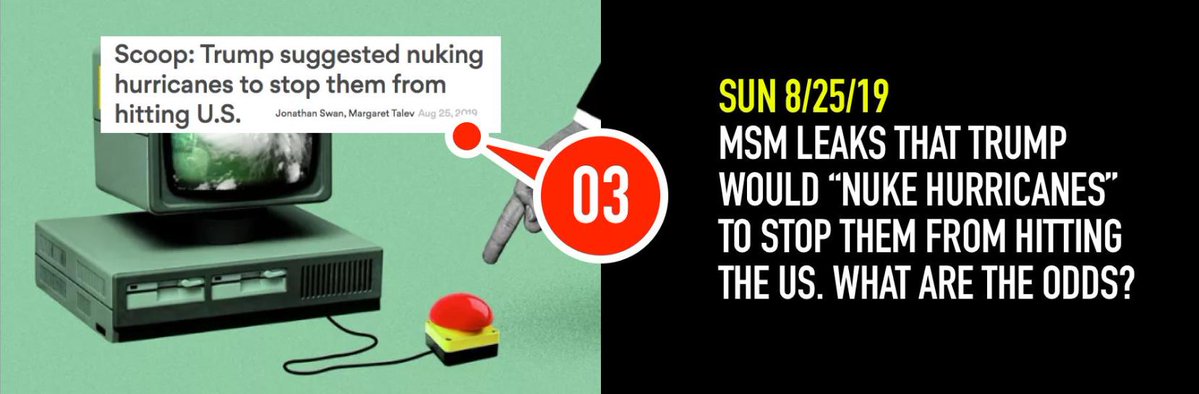 Scoop: Trump suggested nuking
hurricanes to stop them from
hitting U.S.
Jonathan Swan, Margaret Talev Aug 25, 2019
03
SUN 8/25/19
MSM LEAKS THAT TRUMP
WOULD “NUKE HURRICANES”
TO STOP THEM FROM HITTING
THE US. WHAT ARE THE ODDS?